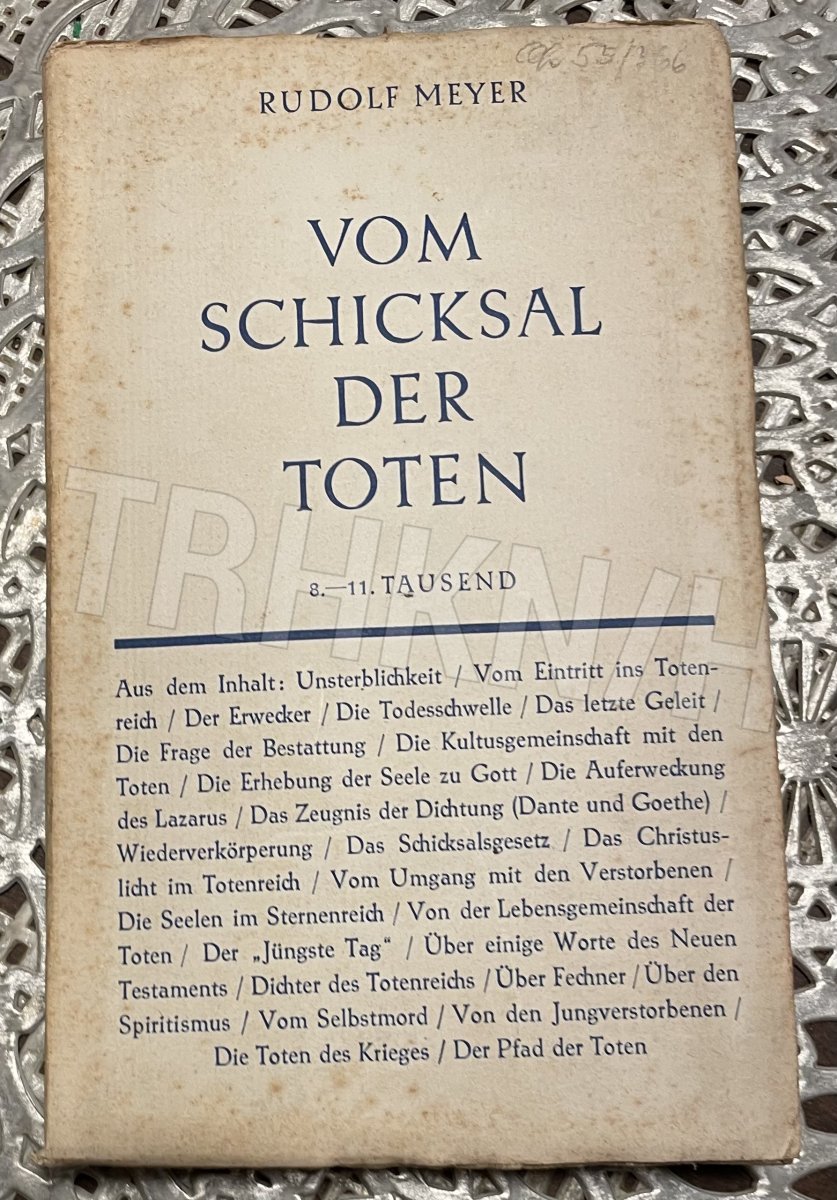 55/366
RUDOLF MEYER
VOM
SCHICKSAL
DER
TOTEN
8.—11. TAUSEND
Aus dem Inhalt: Unsterblichkeit / Vom Eintritt ins Toten-
reich / Der Erwecker / Die Todesschwelle / Das letzte Geleit /
Die Frage der Bestattung / Die Kultusgemeinschaft mit den
Toten / Die Erhebung der Seele zu Gott / Die Auferweckung
des Lazarus / Das Zeugnis der Dichtung (Dante und Goethe) /
Wiederverkörperung / Das Schicksalsgesetz / Das Christus-
licht im Totenreich / Vom Umgang mit den Verstorbenen /
Die Seelen im Sternenreich / Von der Lebensgemeinschaft der
Toten / Der „Jüngste Tag“ / Über einige Worte des Neuen
Testaments / Dichter des Totenreichs / Über Fechner / Über den
Spiritismus / Vom Selbstmord / Von den Jungverstorbenen /
Die Toten des Krieges / Der Pfad der Toten
TRHKN/H